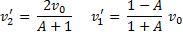 v₂′ = 2v₀ / (A + 1)   v₁′ = (1 − A) / (1 + A) v₀